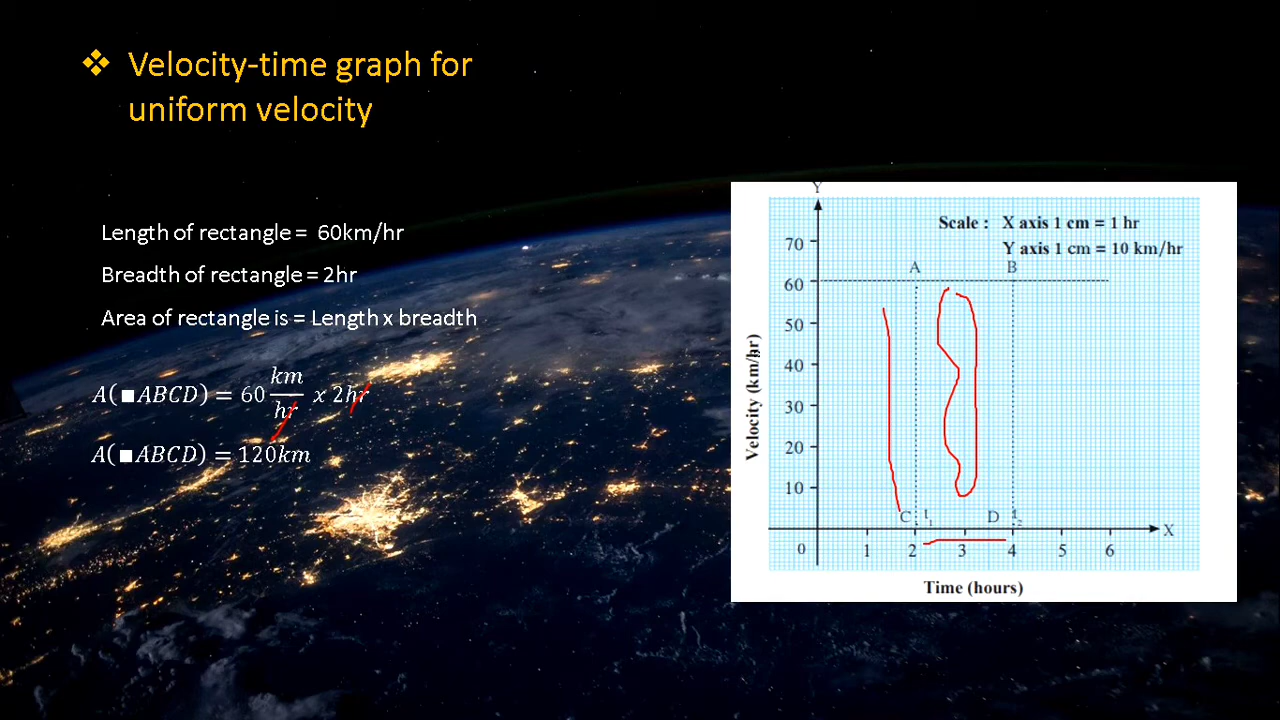 ❖ Velocity-time graph for
uniform velocity
Length of rectangle = 60km/hr
Breadth of rectangle = 2hr
Area of rectangle is = Length x breadth
A(■ABCD) = 60 km/hr x 2hr
A(■ABCD) = 120km
Y
Scale : X axis 1 cm = 1 hr
Y axis 1 cm = 10 km/hr
A B
70
60
50
40
30
20
10
Velocity (km/hr)
C t₁ D t₂
X
0 1 2 3 4 5 6
Time (hours)